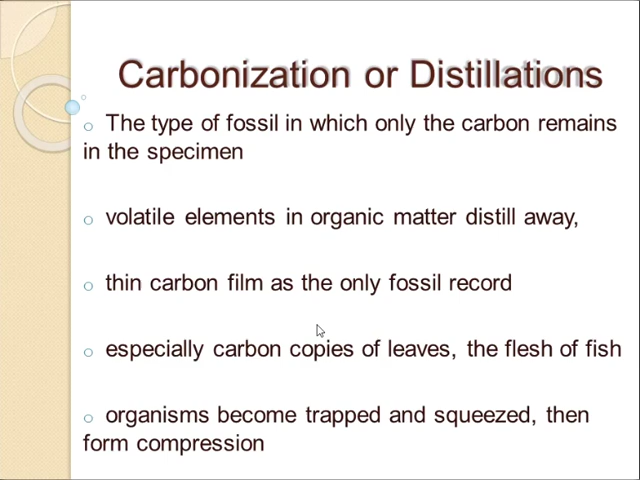 Carbonization or Distillations
o The type of fossil in which only the carbon remains
in the specimen
o volatile elements in organic matter distill away,
o thin carbon film as the only fossil record
o especially carbon copies of leaves, the flesh of fish
o organisms become trapped and squeezed, then
form compression